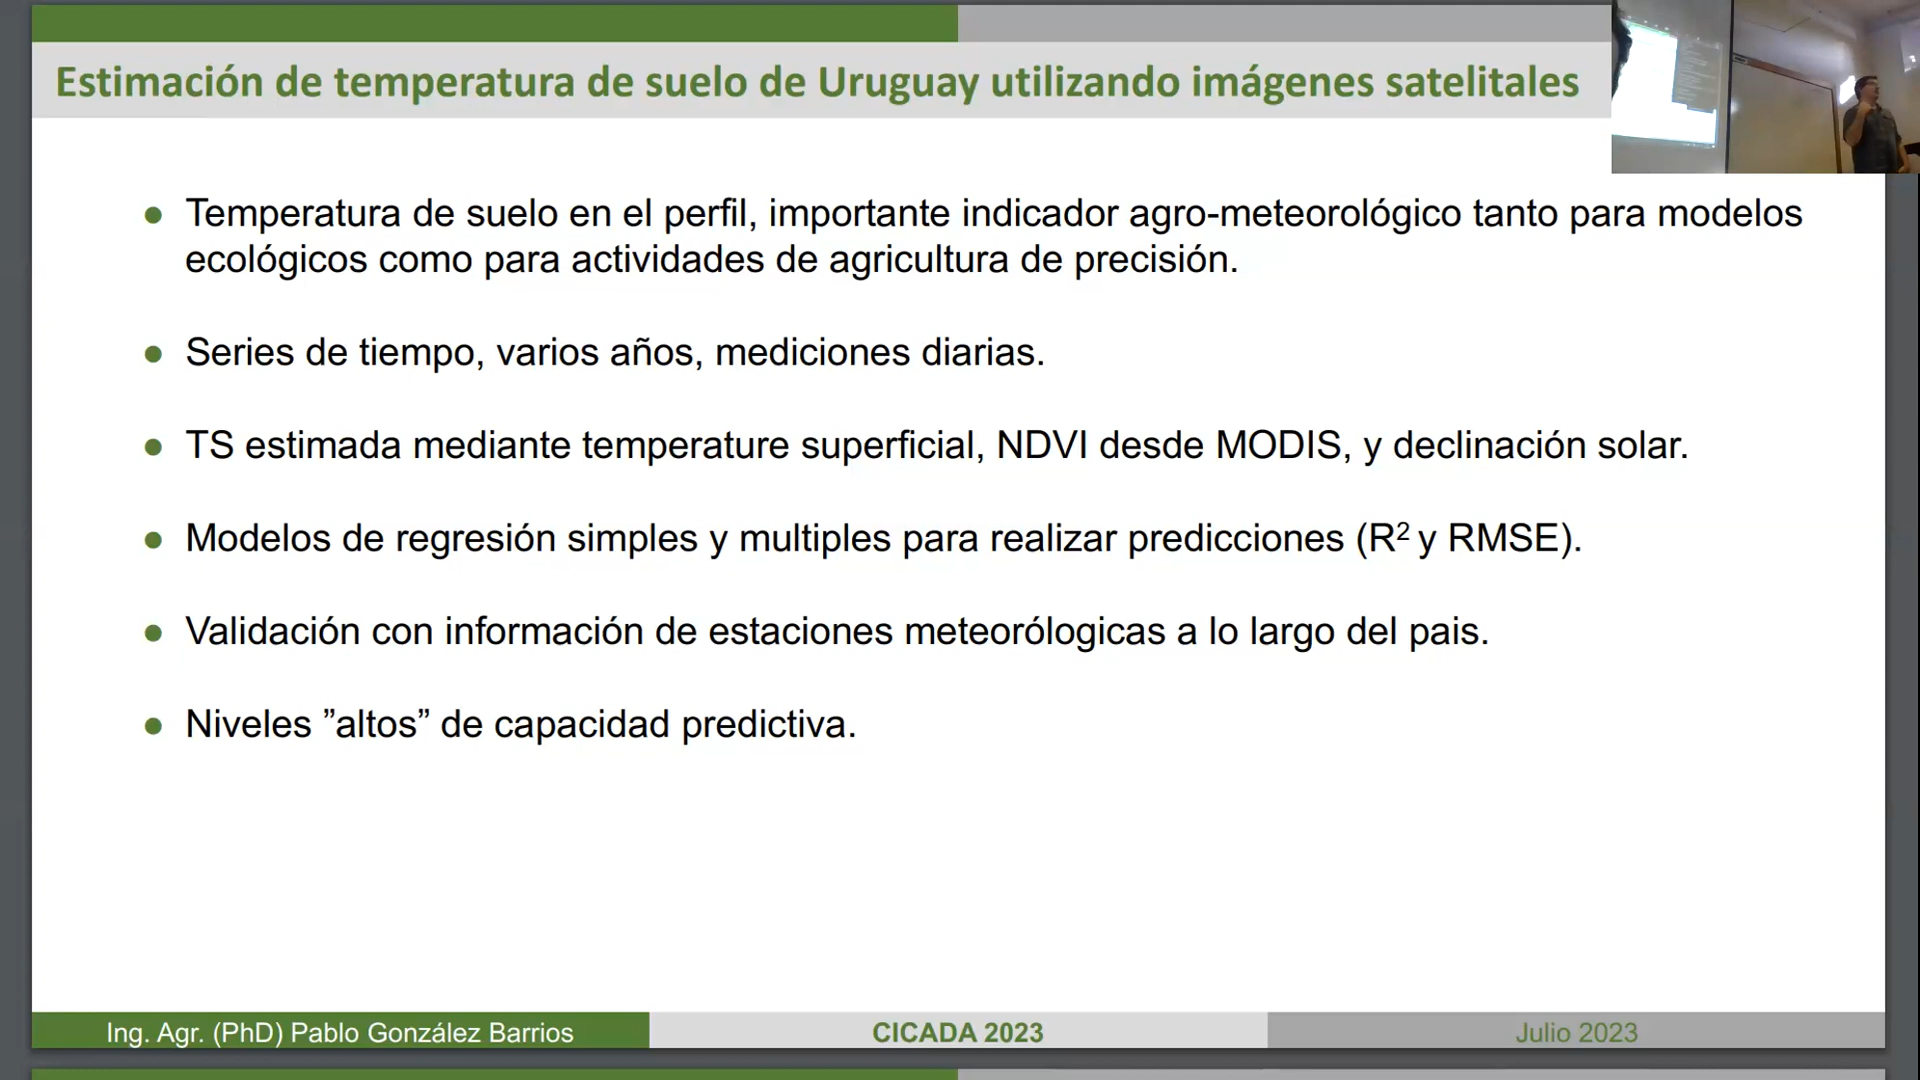 Estimación de temperatura de suelo de Uruguay utilizando imágenes satelitales
● Temperatura de suelo en el perfil, importante indicador agro-meteorológico tanto para modelos
ecológicos como para actividades de agricultura de precisión.
● Series de tiempo, varios años, mediciones diarias.
● TS estimada mediante temperature superficial, NDVI desde MODIS, y declinación solar.
● Modelos de regresión simples y multiples para realizar predicciones (R² y RMSE).
● Validación con información de estaciones meteorólogicas a lo largo del pais.
● Niveles ”altos” de capacidad predictiva.
Ing. Agr. (PhD) Pablo González Barrios
CICADA 2023
Julio 2023